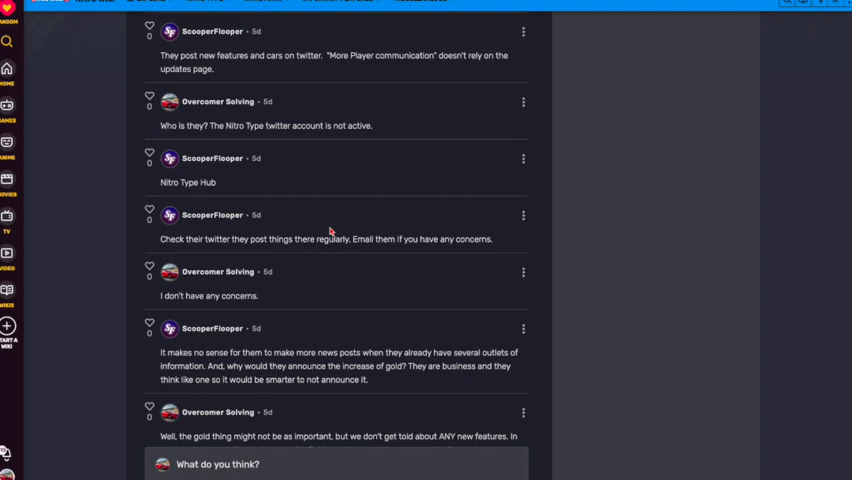 0
ScooperFlooper • 5d
They post new features and cars on twitter. "More Player communication" doesn't rely on the
updates page.
0
Overcomer Solving • 5d
Who is they? The Nitro Type twitter account is not active.
0
ScooperFlooper • 5d
Nitro Type Hub
0
ScooperFlooper • 5d
Check their twitter they post things there regularly. Email them if you have any concerns.
0
Overcomer Solving • 5d
I don't have any concerns.
0
ScooperFlooper • 5d
It makes no sense for them to make more news posts when they already have several outlets of
information. And, why would they announce the increase of gold? They are business and they
think like one so it would be smarter to not announce it.
0
Overcomer Solving • 5d
Well, the gold thing might not be as important, but we don't get told about ANY new features. In
What do you think?
HOME
ANIME
TV
VIDEO
WIKIS
WIKI